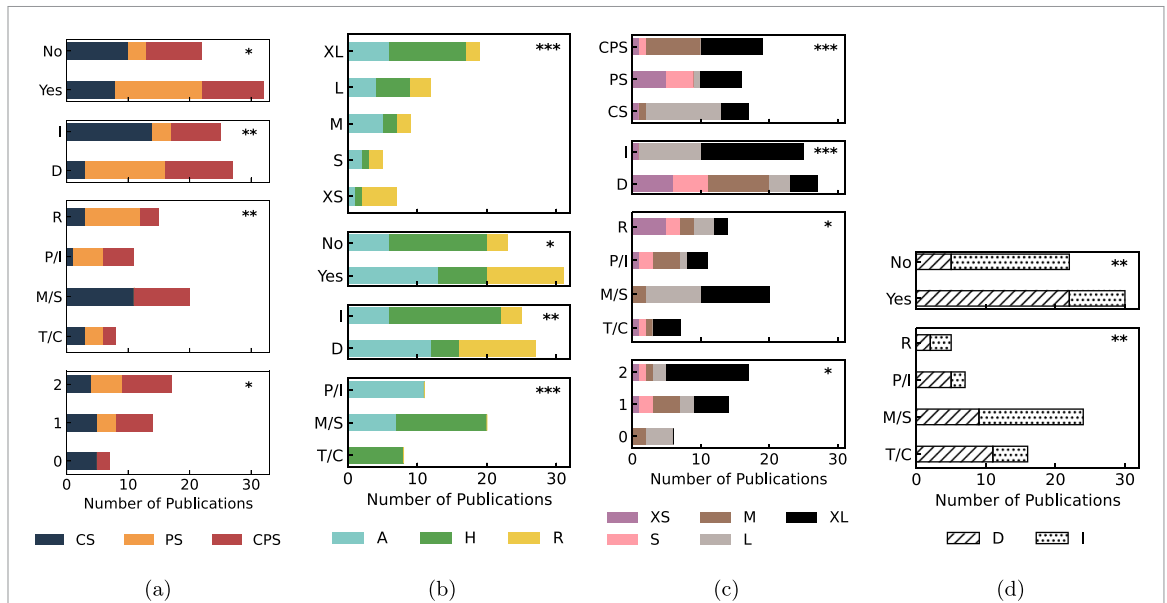 No
*
Yes
I
**
D
R
**
P/I
M/S
T/C
2
*
1
0
0 10 20 30
Number of Publications
CS PS CPS
(a)
XL
***
L
M
S
XS
No
*
Yes
I
**
D
P/I
***
M/S
T/C
0 10 20 30
Number of Publications
A H R
(b)
CPS
***
PS
CS
I
***
D
R
*
P/I
M/S
T/C
2
*
1
0
0 10 20 30
Number of Publications
XS M XL
S L
(c)
No
**
Yes
R
**
P/I
M/S
T/C
0 10 20 30
Number of Publications
D I
(d)